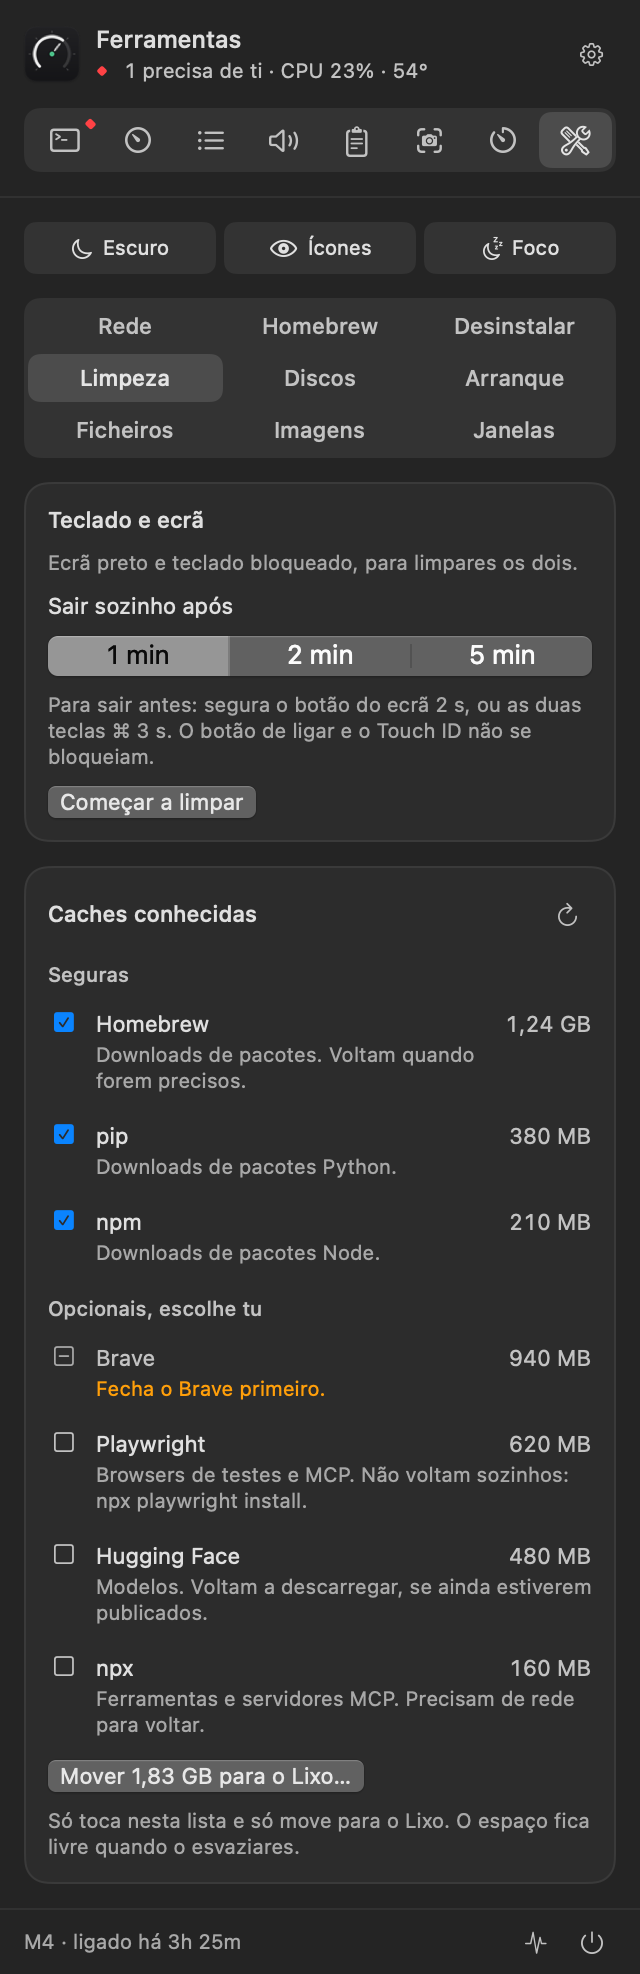 Ferramentas
1 precisa de ti · CPU 23% · 54°
Escuro
Ícones
Foco
Rede
Homebrew
Desinstalar
Limpeza
Discos
Arranque
Ficheiros
Imagens
Janelas
Teclado e ecrã
Ecrã preto e teclado bloqueado, para limpares os dois.
Sair sozinho após
1 min
2 min
5 min
Para sair antes: segura o botão do ecrã 2 s, ou as duas
teclas ⌘ 3 s. O botão de ligar e o Touch ID não se
bloqueiam.
Começar a limpar
Caches conhecidas
Seguras
Homebrew
1,24 GB
Downloads de pacotes. Voltam quando
forem precisos.
pip
380 MB
Downloads de pacotes Python.
npm
210 MB
Downloads de pacotes Node.
Opcionais, escolhe tu
Brave
940 MB
Fecha o Brave primeiro.
Playwright
620 MB
Browsers de testes e MCP. Não voltam sozinhos:
npx playwright install.
Hugging Face
480 MB
Modelos. Voltam a descarregar, se ainda estiverem
publicados.
npx
160 MB
Ferramentas e servidores MCP. Precisam de rede
para voltar.
Mover 1,83 GB para o Lixo...
Só toca nesta lista e só move para o Lixo. O espaço fica
livre quando o esvaziares.
M4 · ligado há 3h 25m